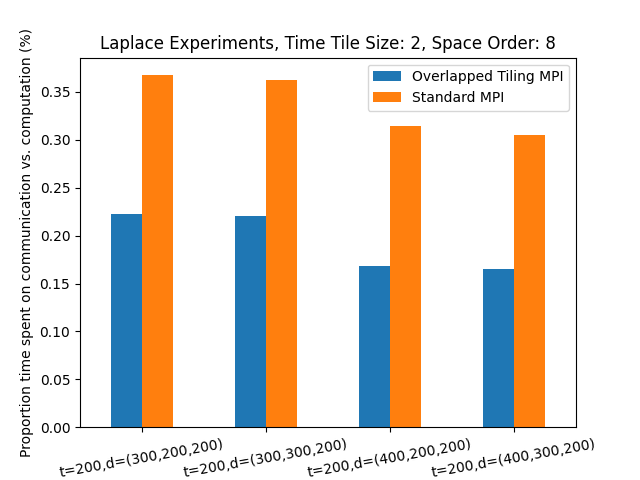 Laplace Experiments, Time Tile Size: 2, Space Order: 8
Proportion time spent on communication vs. computation (%)
Overlapped Tiling MPI
Standard MPI
0.35
0.30
0.25
0.20
0.15
0.10
0.05
0.00
t=200,d=(300,200,200)
t=200,d=(300,300,200)
t=200,d=(400,200,200)
t=200,d=(400,300,200)